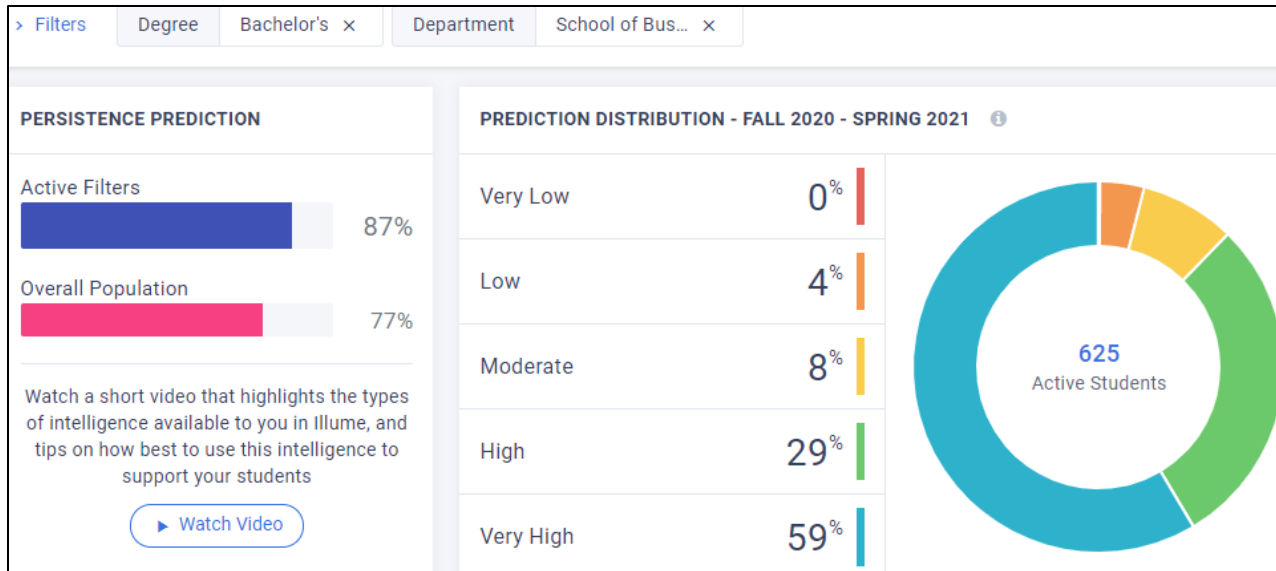 Filters Degree Bachelor's × Department School of Bus... ×
PERSISTENCE PREDICTION
Active Filters
87%
Overall Population
77%
Watch a short video that highlights the types
of intelligence available to you in Illume, and
tips on how best to use this intelligence to
support your students
Watch Video
PREDICTION DISTRIBUTION - FALL 2020 - SPRING 2021
Very Low 0%
Low 4%
Moderate 8%
High 29%
Very High 59%
625
Active Students